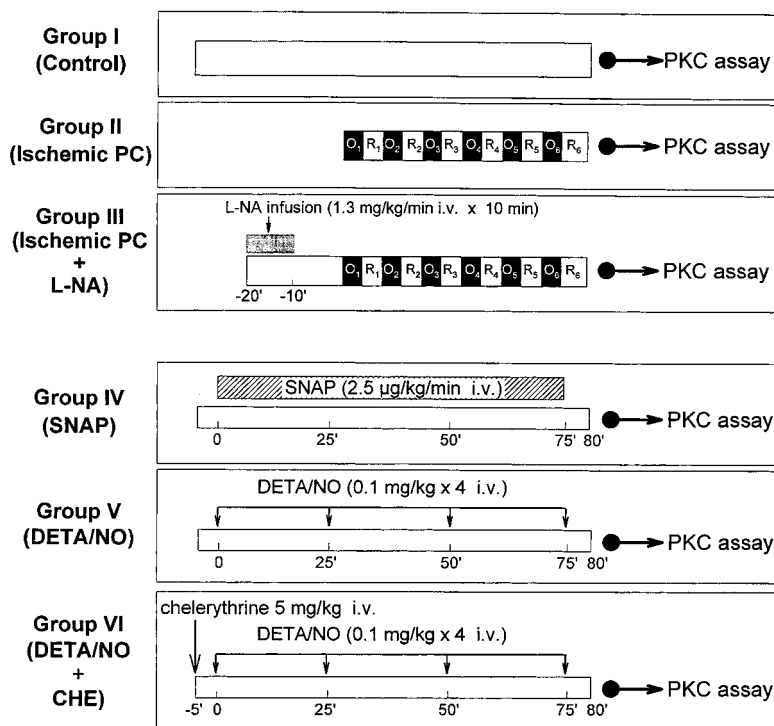 Group I
(Control)
PKC assay
Group II
(Ischemic PC)
O1 R1 O2 R2 O3 R3 O4 R4 O5 R5 O6 R6
PKC assay
Group III
(Ischemic PC
+
L-NA)
L-NA infusion (1.3 mg/kg/min i.v. x 10 min)
O1 R1 O2 R2 O3 R3 O4 R4 O5 R5 O6 R6
-20' -10'
PKC assay
Group IV
(SNAP)
SNAP (2.5 µg/kg/min i.v.)
0 25' 50' 75' 80'
PKC assay
Group V
(DETA/NO)
DETA/NO (0.1 mg/kg x 4 i.v.)
0 25' 50' 75' 80'
PKC assay
Group VI
(DETA/NO
+
CHE)
chelerythrine 5 mg/kg i.v.
DETA/NO (0.1 mg/kg x 4 i.v.)
-5' 0 25' 50' 75' 80'
PKC assay